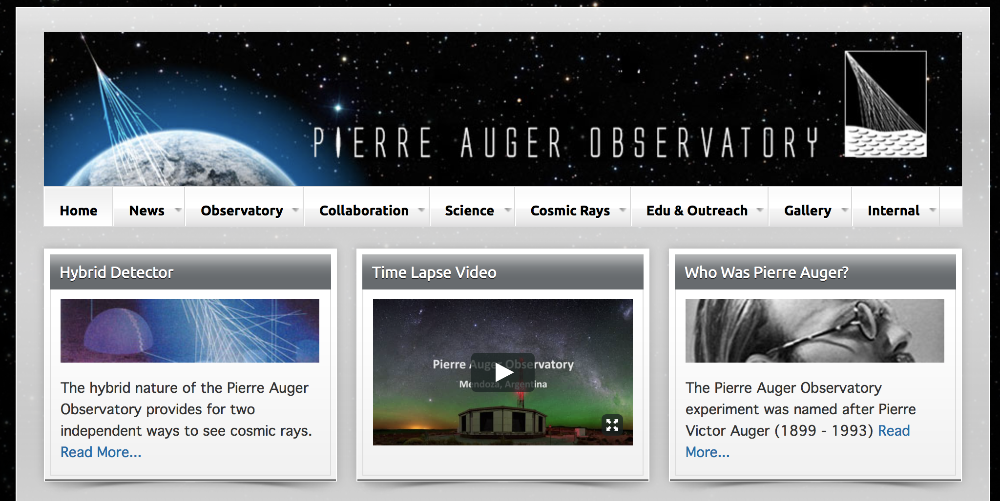 PIERRE AUGER OBSERVATORY
Home News Observatory Collaboration Science Cosmic Rays Edu & Outreach Gallery Internal
Hybrid Detector
The hybrid nature of the Pierre Auger
Observatory provides for two
independent ways to see cosmic rays.
Read More...
Time Lapse Video
Pierre Auger Observatory
Mendoza, Argentina
Who Was Pierre Auger?
The Pierre Auger Observatory
experiment was named after Pierre
Victor Auger (1899 - 1993) Read
More...